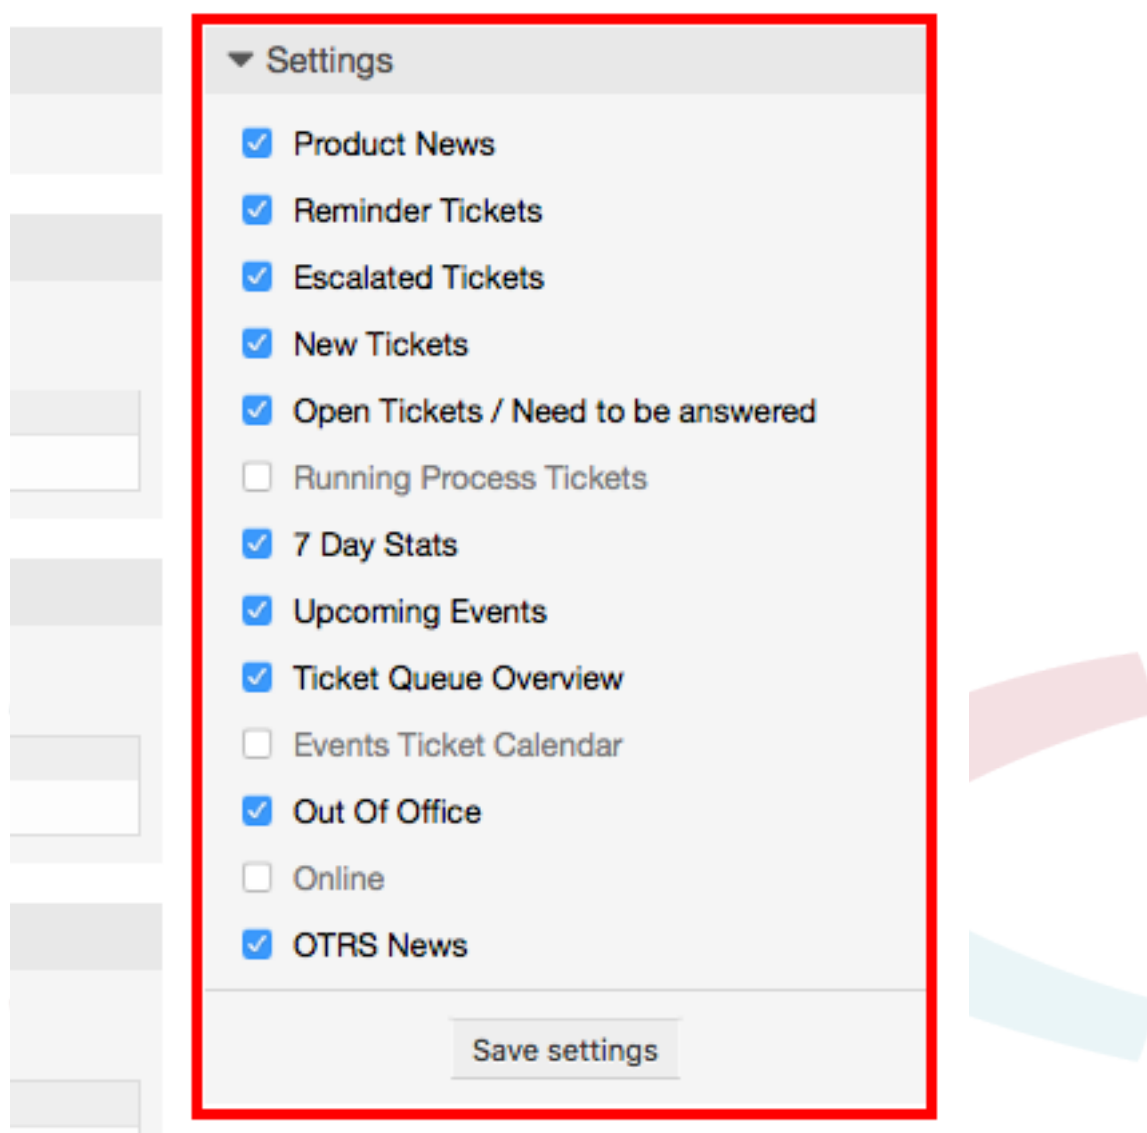 Settings
Product News
Reminder Tickets
Escalated Tickets
New Tickets
Open Tickets / Need to be answered
Running Process Tickets
7 Day Stats
Upcoming Events
Ticket Queue Overview
Events Ticket Calendar
Out Of Office
Online
OTRS News
Save settings